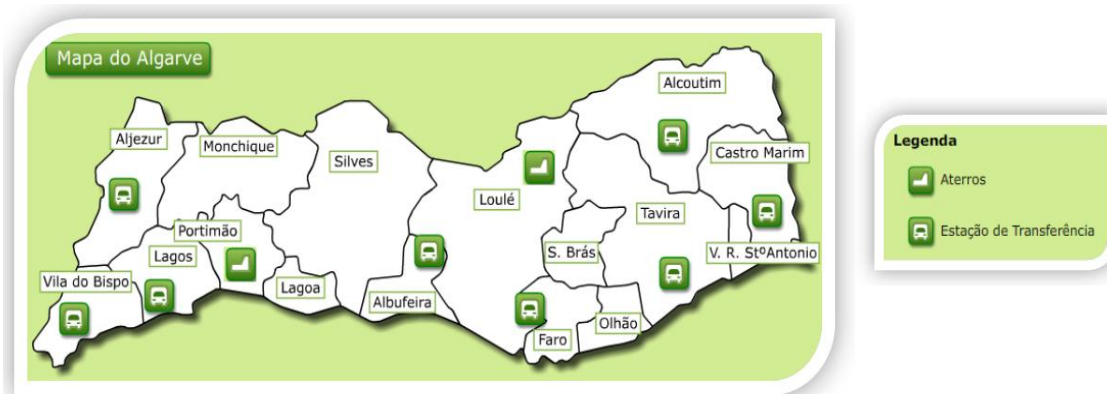 Mapa do Algarve
Alcoutim
Aljezur
Monchique
Castro Marim
Silves
Loulé
Tavira
Portimão
Lagos
S. Brás
V. R. StºAntonio
Vila do Bispo
Lagoa
Albufeira
Olhão
Faro
Legenda
Aterros
Estação de Transferência